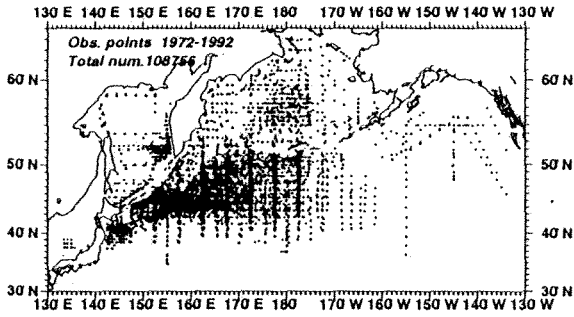 130°E 140°E 150°E 160°E 170°E 180° 170°W 160°W 150°W 140°W 130°W
Obs. points 1972-1992
Total num.108756
60°N 60°N
50°N 50°N
40°N 40°N
30°N 30°N
130°E 140°E 150°E 160°E 170°E 180° 170°W 160°W 150°W 140°W 130°W